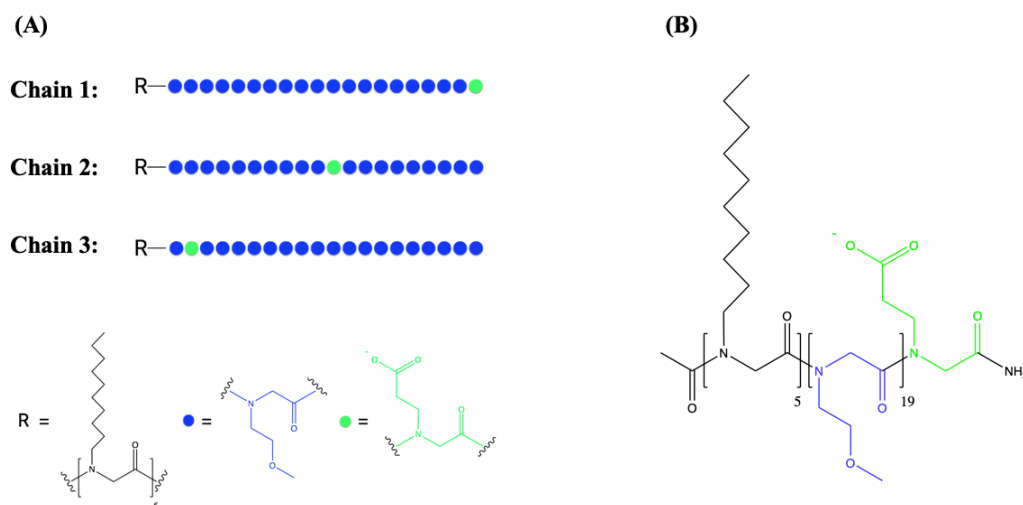 (A)
(B)
Chain 1: R
Chain 2: R
Chain 3: R
R =
=
=
N
O
N
O
O
-
O
O
N
O
-
O
O
O
O
O
O
N
N
N
NH
O
5
19
O
O